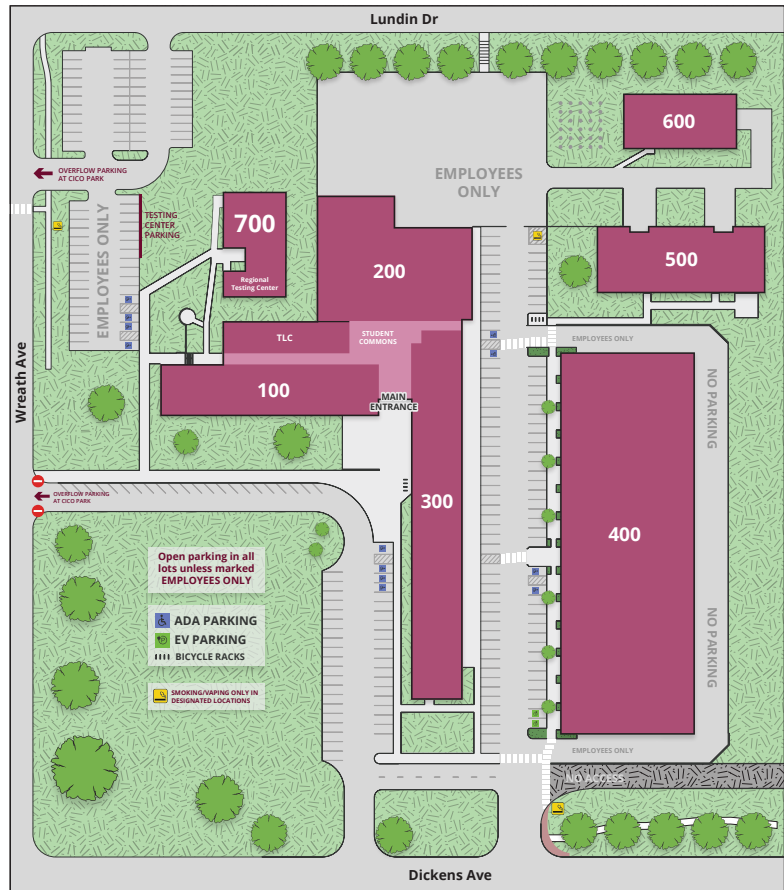 Lundin Dr
OVERFLOW PARKING
AT CICO PARK
EMPLOYEES ONLY
TESTING
CENTER
PARKING
700
Regional
Testing Center
EMPLOYEES
ONLY
600
500
200
TLC
STUDENT
COMMONS
100
MAIN
ENTRANCE
Wreath Ave
EMPLOYEES ONLY
NO PARKING
300
400
OVERFLOW PARKING
AT CICO PARK
Open parking in all
lots unless marked
EMPLOYEES ONLY
ADA PARKING
EV PARKING
BICYCLE RACKS
SMOKING/VAPING ONLY IN
DESIGNATED LOCATIONS
NO PARKING
EMPLOYEES ONLY
NO ACCESS
Dickens Ave